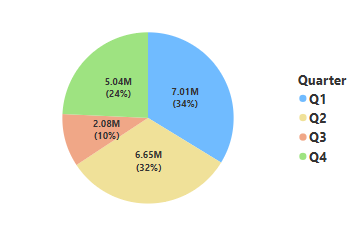 5.04M
(24%)
7.01M
(34%)
2.08M
(10%)
6.65M
(32%)
Quarter
Q1
Q2
Q3
Q4